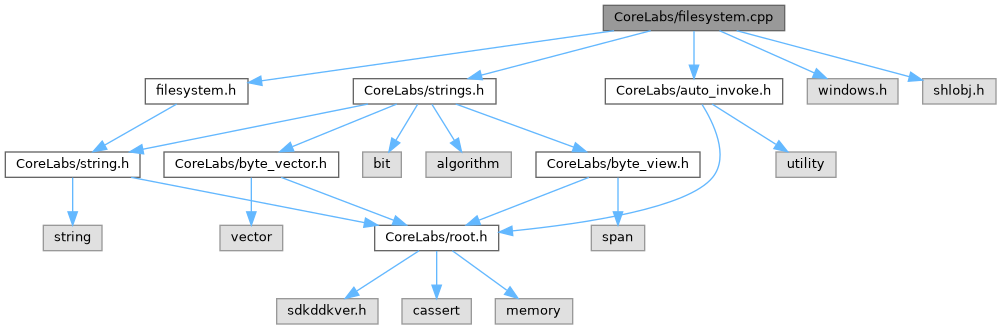 CoreLabs/filesystem.cpp
filesystem.h
CoreLabs/strings.h
CoreLabs/auto_invoke.h
windows.h
shlobj.h
CoreLabs/string.h
CoreLabs/byte_vector.h
bit
algorithm
CoreLabs/byte_view.h
utility
string
vector
CoreLabs/root.h
span
sdkddkver.h
cassert
memory